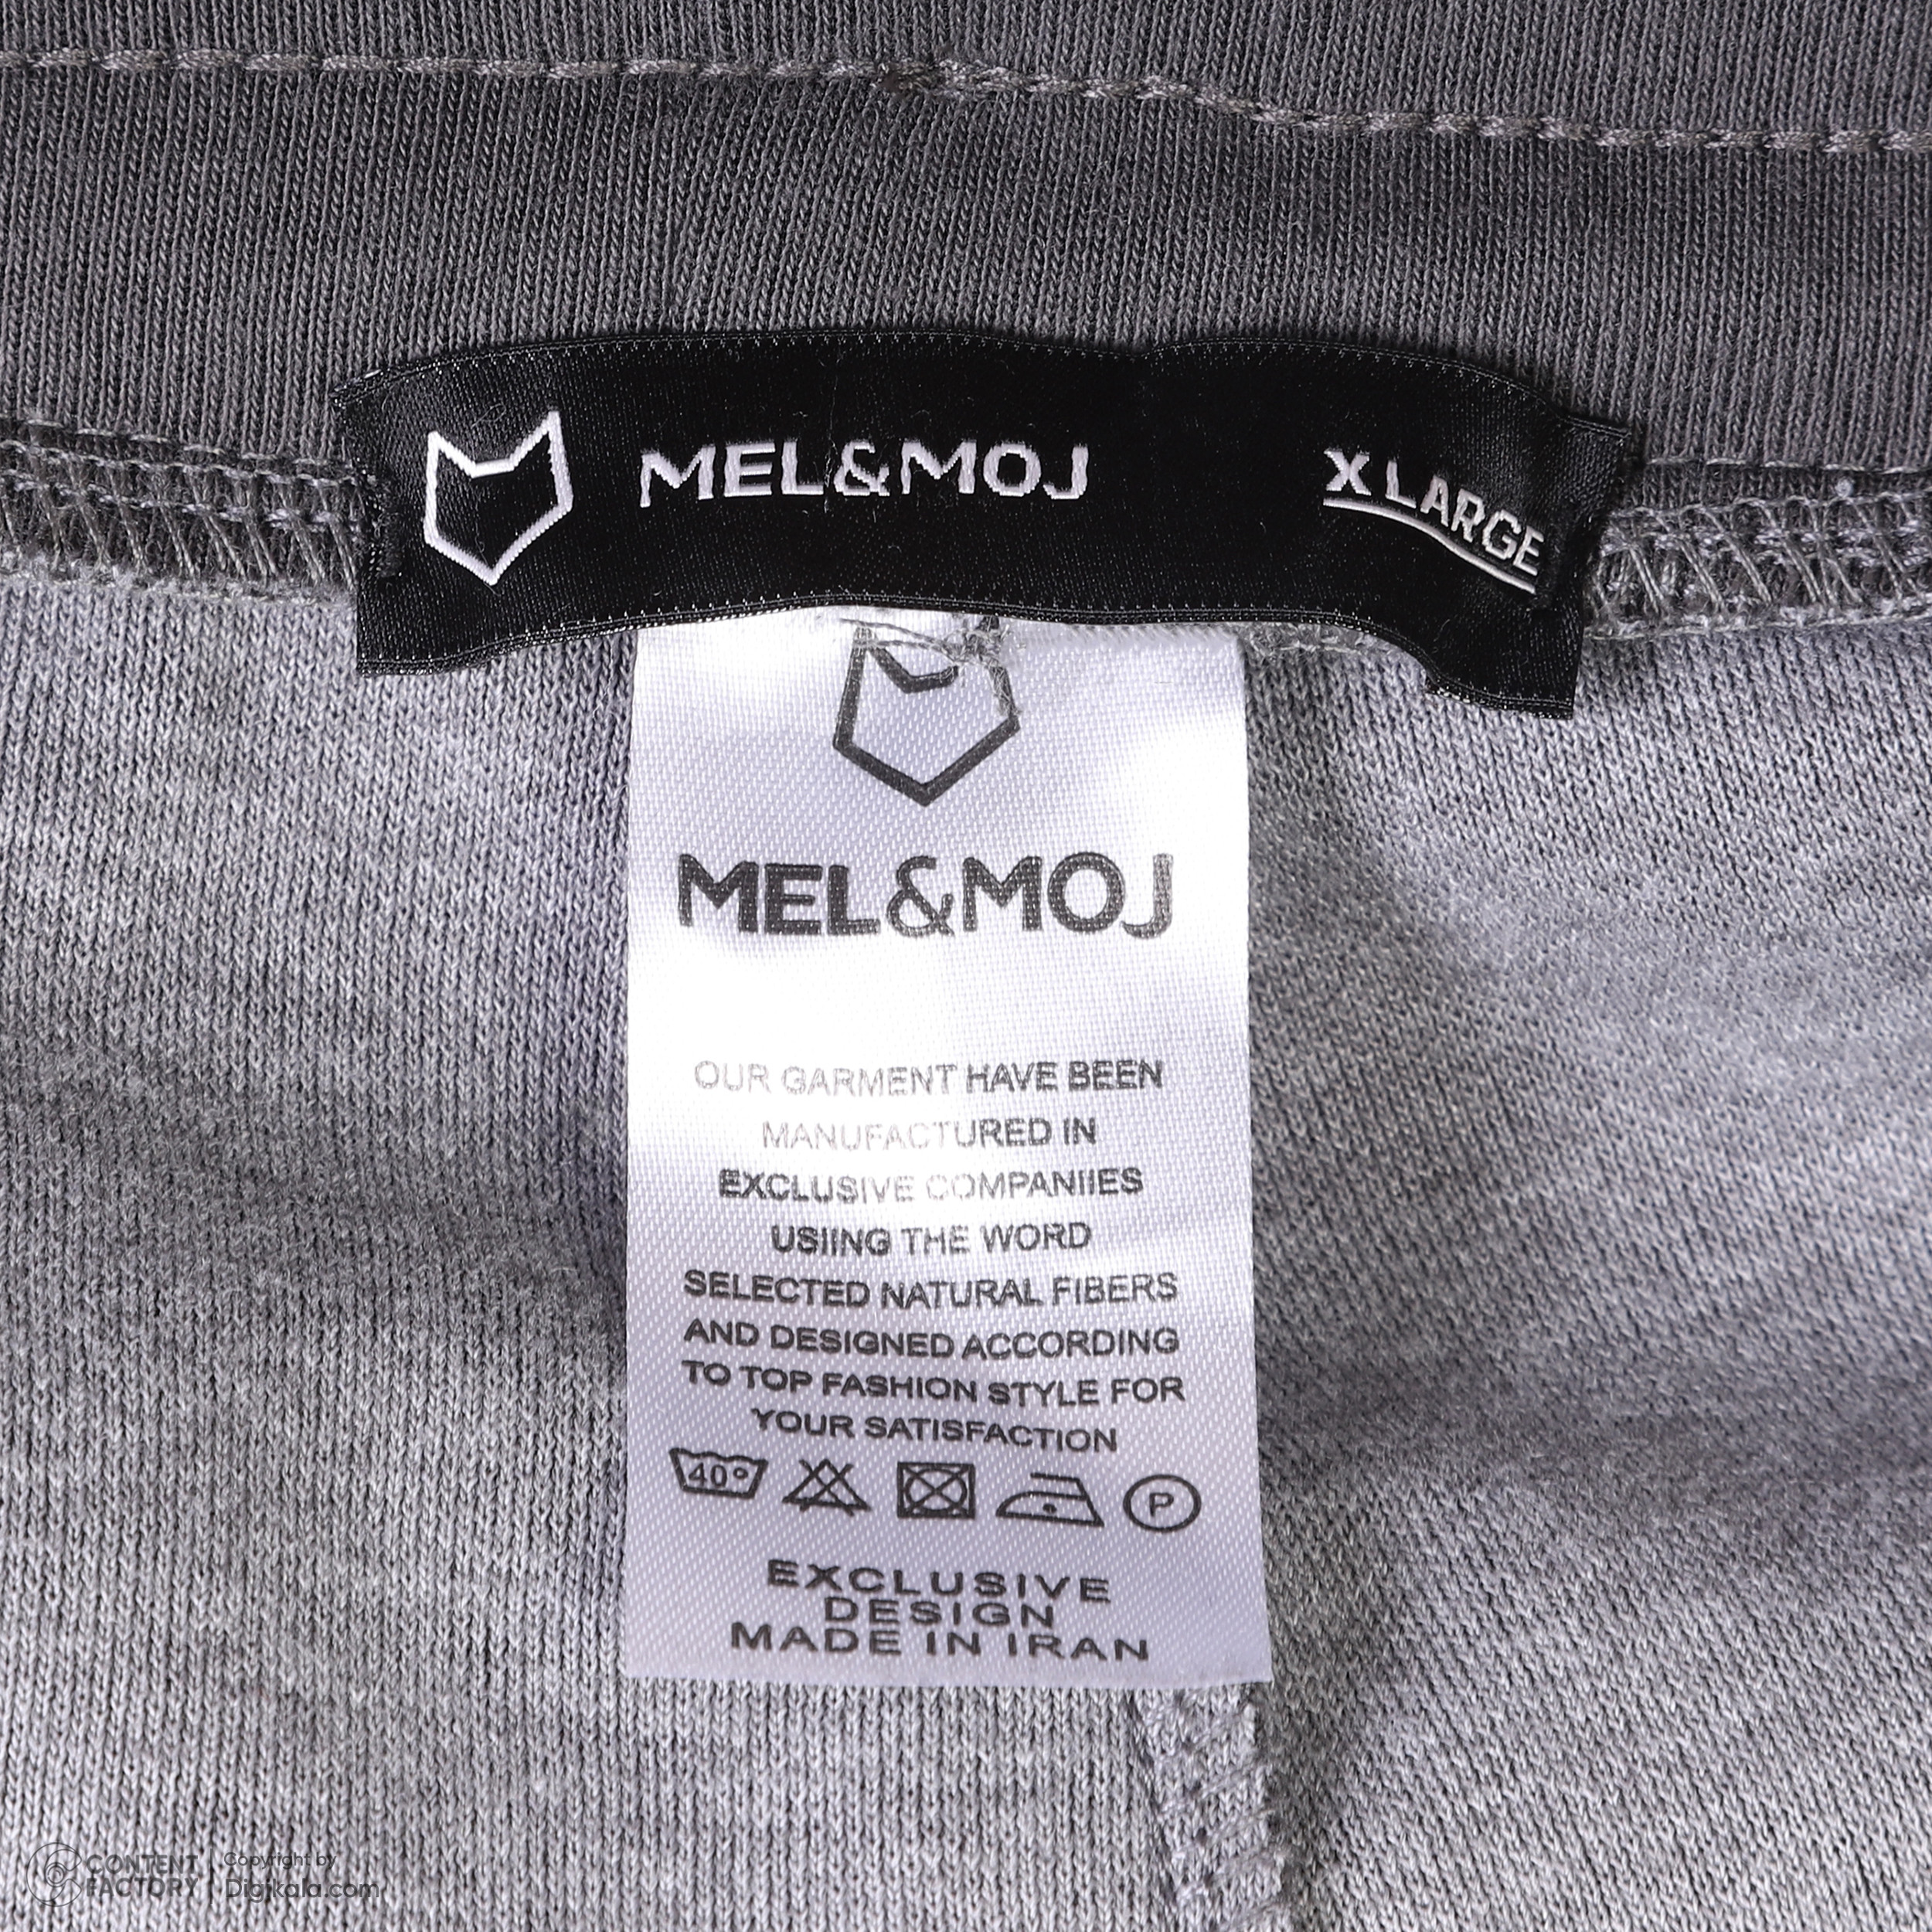 MEL&MOJ
X LARGE
MEL&MOJ
OUR GARMENT HAVE BEEN
MANUFACTURED IN
EXCLUSIVE COMPANIIES
USIING THE WORD
SELECTED NATURAL FIBERS
AND DESIGNED ACCORDING
TO TOP FASHION STYLE FOR
YOUR SATISFACTION
40° P
EXCLUSIVE
DESIGN
MADE IN IRAN
CONTENT FACTORY
Copyright by
Digikala.com